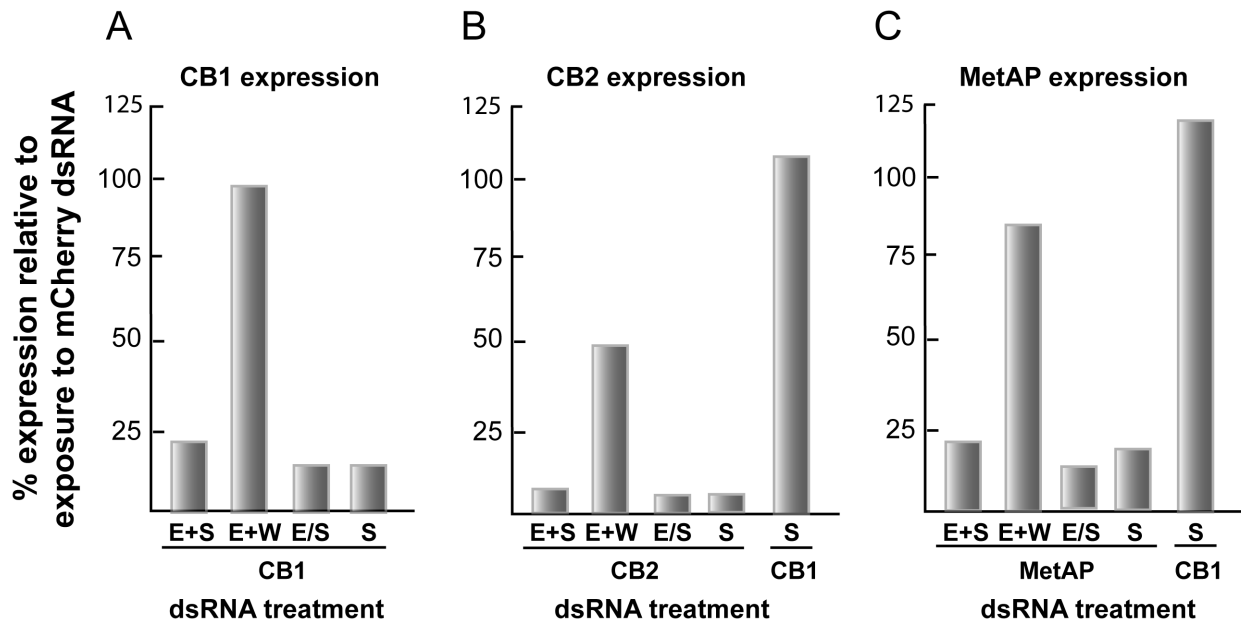 A
B
C
CB1 expression
CB2 expression
MetAP expression
% expression relative to
exposure to mCherry dsRNA
125
100
75
50
25
E+S E+W E/S S
CB1
dsRNA treatment
125
100
75
50
25
E+S E+W E/S S S
CB2 CB1
dsRNA treatment
125
100
75
50
25
E+S E+W E/S S S
MetAP CB1
dsRNA treatment